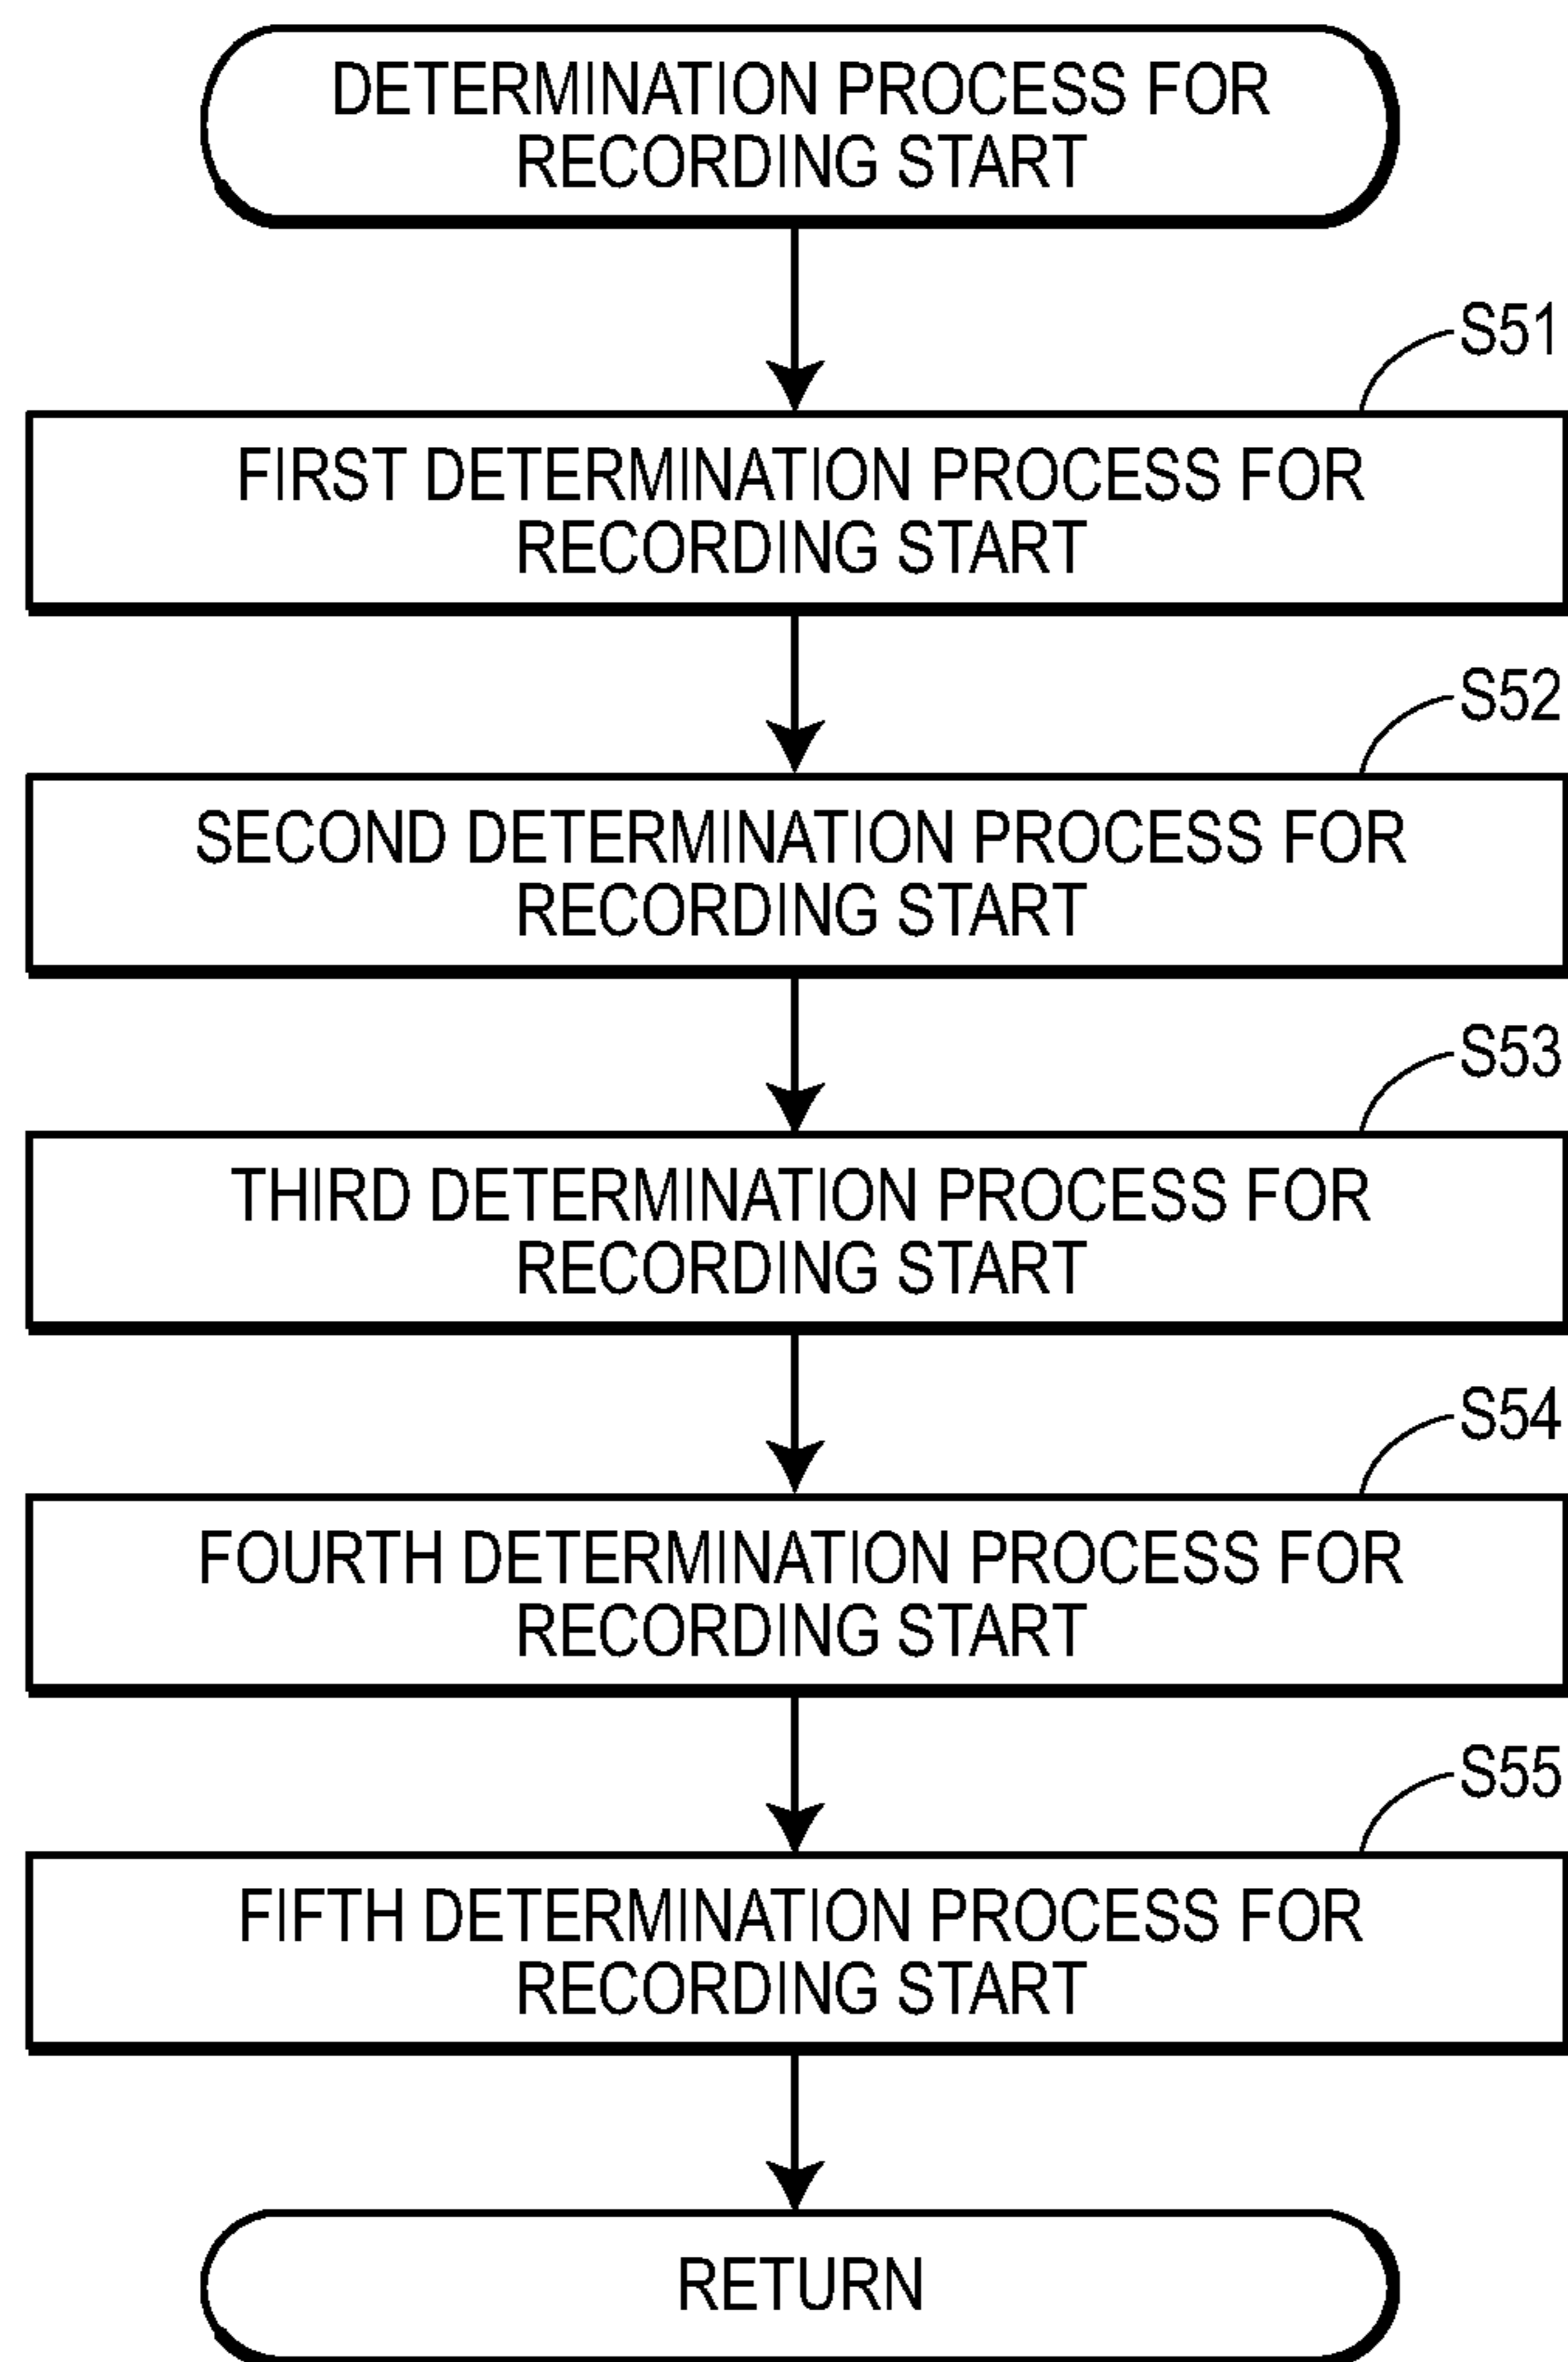 DETERMINATION PROCESS FOR
RECORDING START
S51
FIRST DETERMINATION PROCESS FOR
RECORDING START
S52
SECOND DETERMINATION PROCESS FOR
RECORDING START
S53
THIRD DETERMINATION PROCESS FOR
RECORDING START
S54
FOURTH DETERMINATION PROCESS FOR
RECORDING START
S55
FIFTH DETERMINATION PROCESS FOR
RECORDING START
RETURN